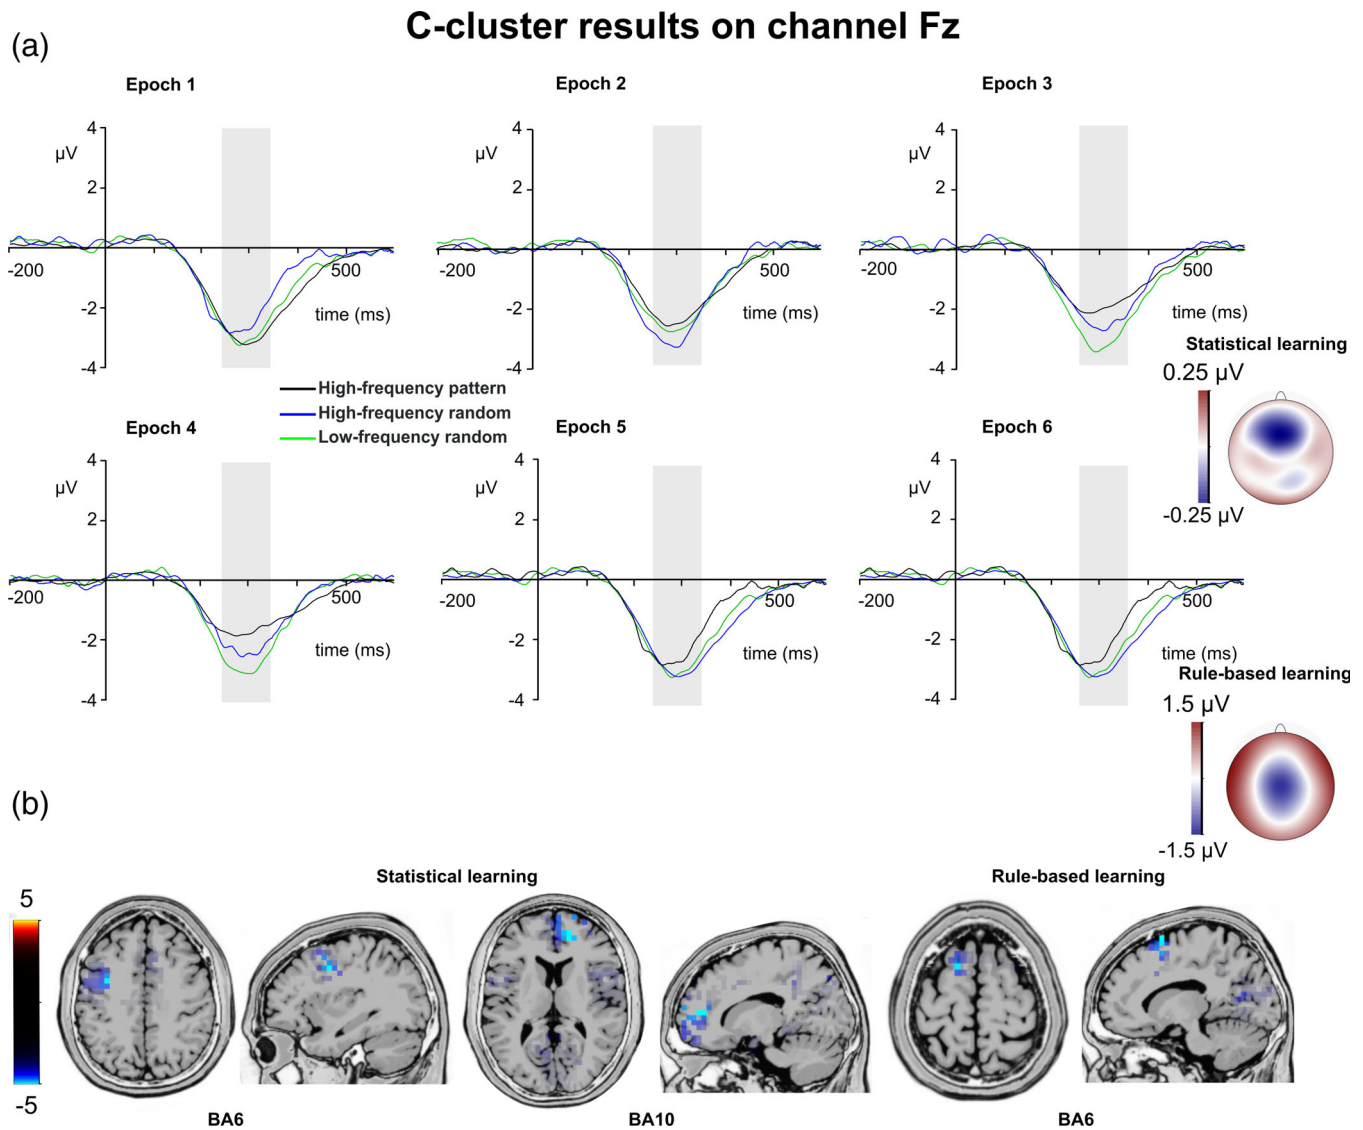 C-cluster results on channel Fz
(a)
Epoch 1
Epoch 2
Epoch 3
4
µV
2
-200
500
-2
time (ms)
-4
4
µV
2
-200
500
-2
time (ms)
-4
4
µV
2
-200
500
-2
time (ms)
-4
Statistical learning
0.25 µV
-0.25 µV
High-frequency pattern
High-frequency random
Low-frequency random
Epoch 4
Epoch 5
Epoch 6
4
µV
2
-200
500
-2
time (ms)
-4
4
µV
2
-200
500
-2
time (ms)
-4
4
µV
2
-200
500
-2
time (ms)
-4
Rule-based learning
1.5 µV
-1.5 µV
(b)
Statistical learning
Rule-based learning
5
-5
BA6
BA10
BA6